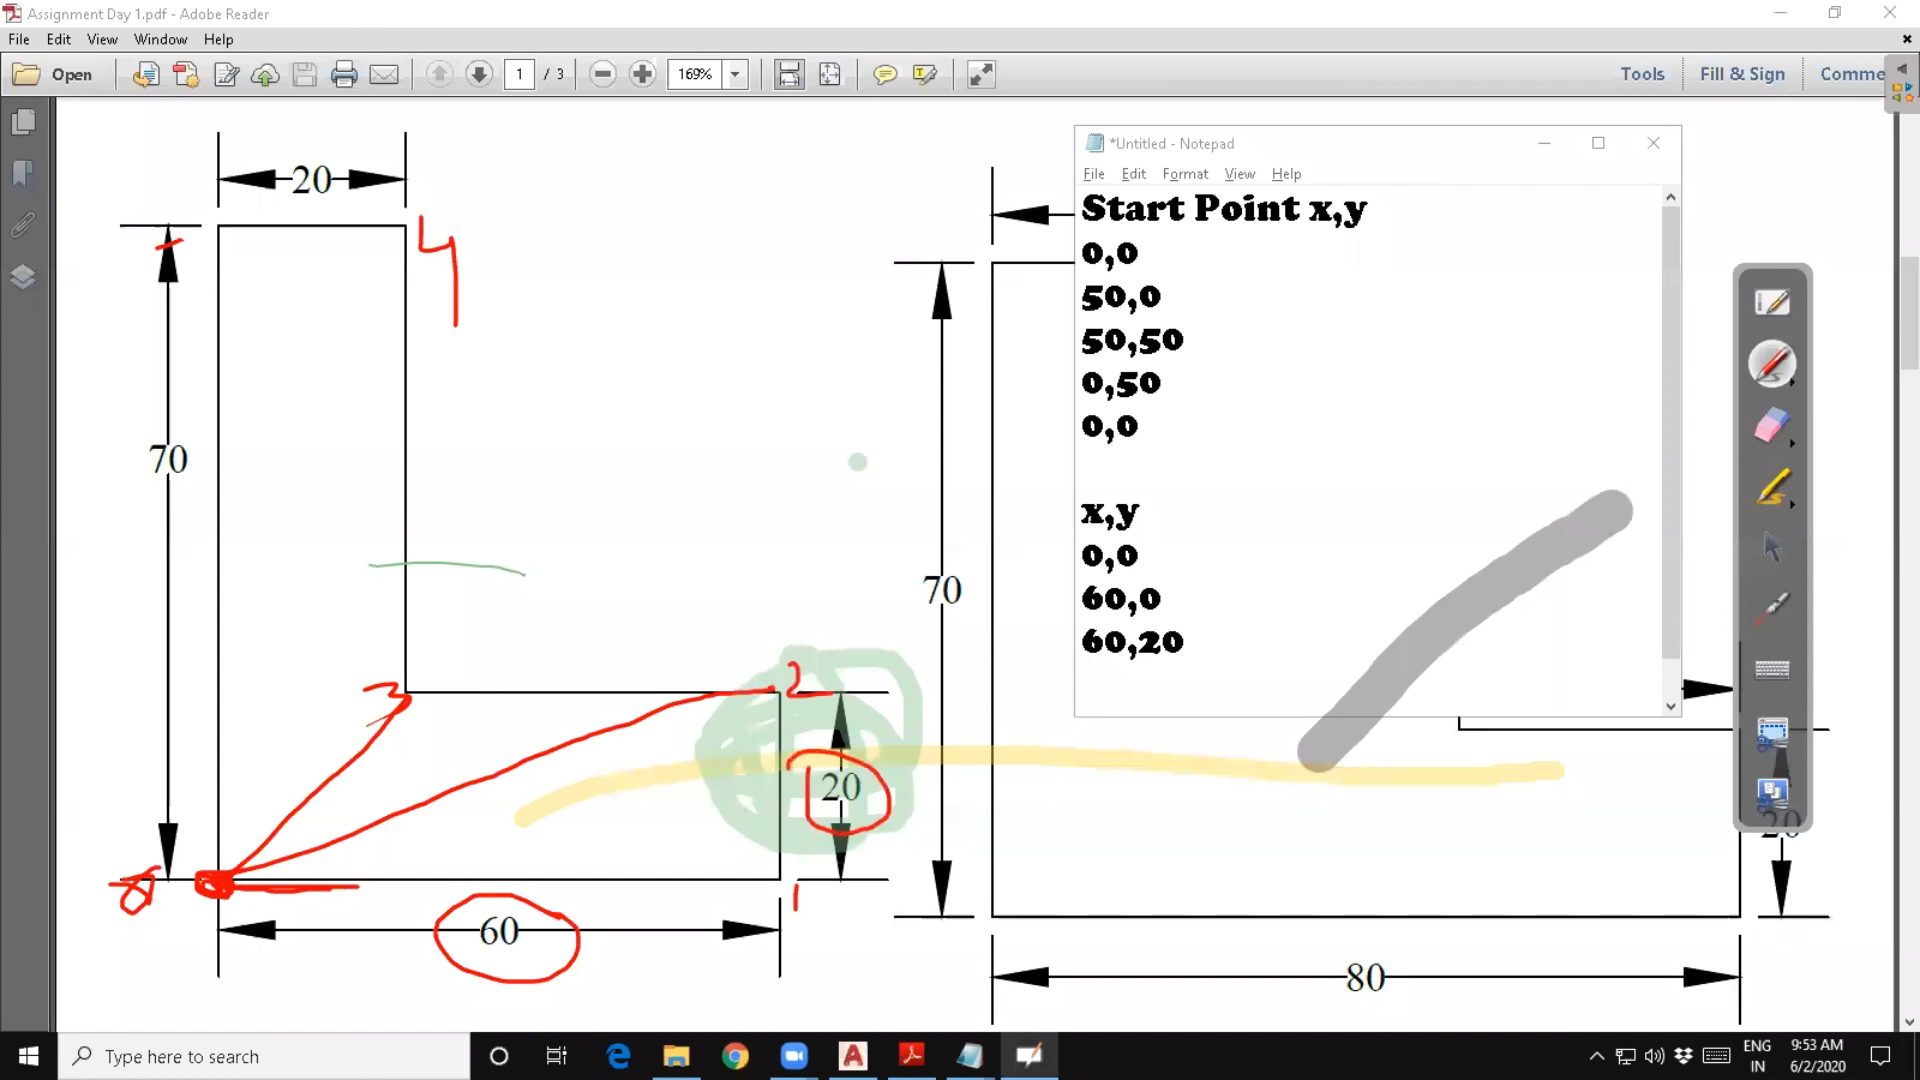 Assignment Day 1.pdf - Adobe Reader
File Edit View Window Help
Open 1 / 3 169% Tools Fill & Sign Comme
20
4
70
3
2
20
1
60
70
80
20
*Untitled - Notepad
File Edit Format View Help
Start Point x,y
0,0
50,0
50,50
0,50
0,0
x,y
0,0
60,0
60,20
Type here to search
ENG
IN
9:53 AM
6/2/2020